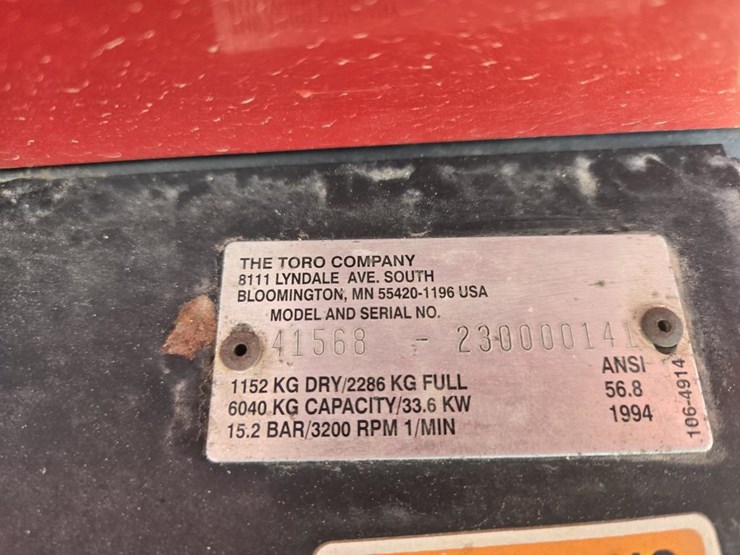 THE TORO COMPANY
8111 LYNDALE AVE. SOUTH
BLOOMINGTON, MN 55420-1196 USA
MODEL AND SERIAL NO.
41568 - 230000141
ANSI
1152 KG DRY/2286 KG FULL
56.8
6040 KG CAPACITY/33.6 KW
1994
15.2 BAR/3200 RPM 1/MIN
106-4914